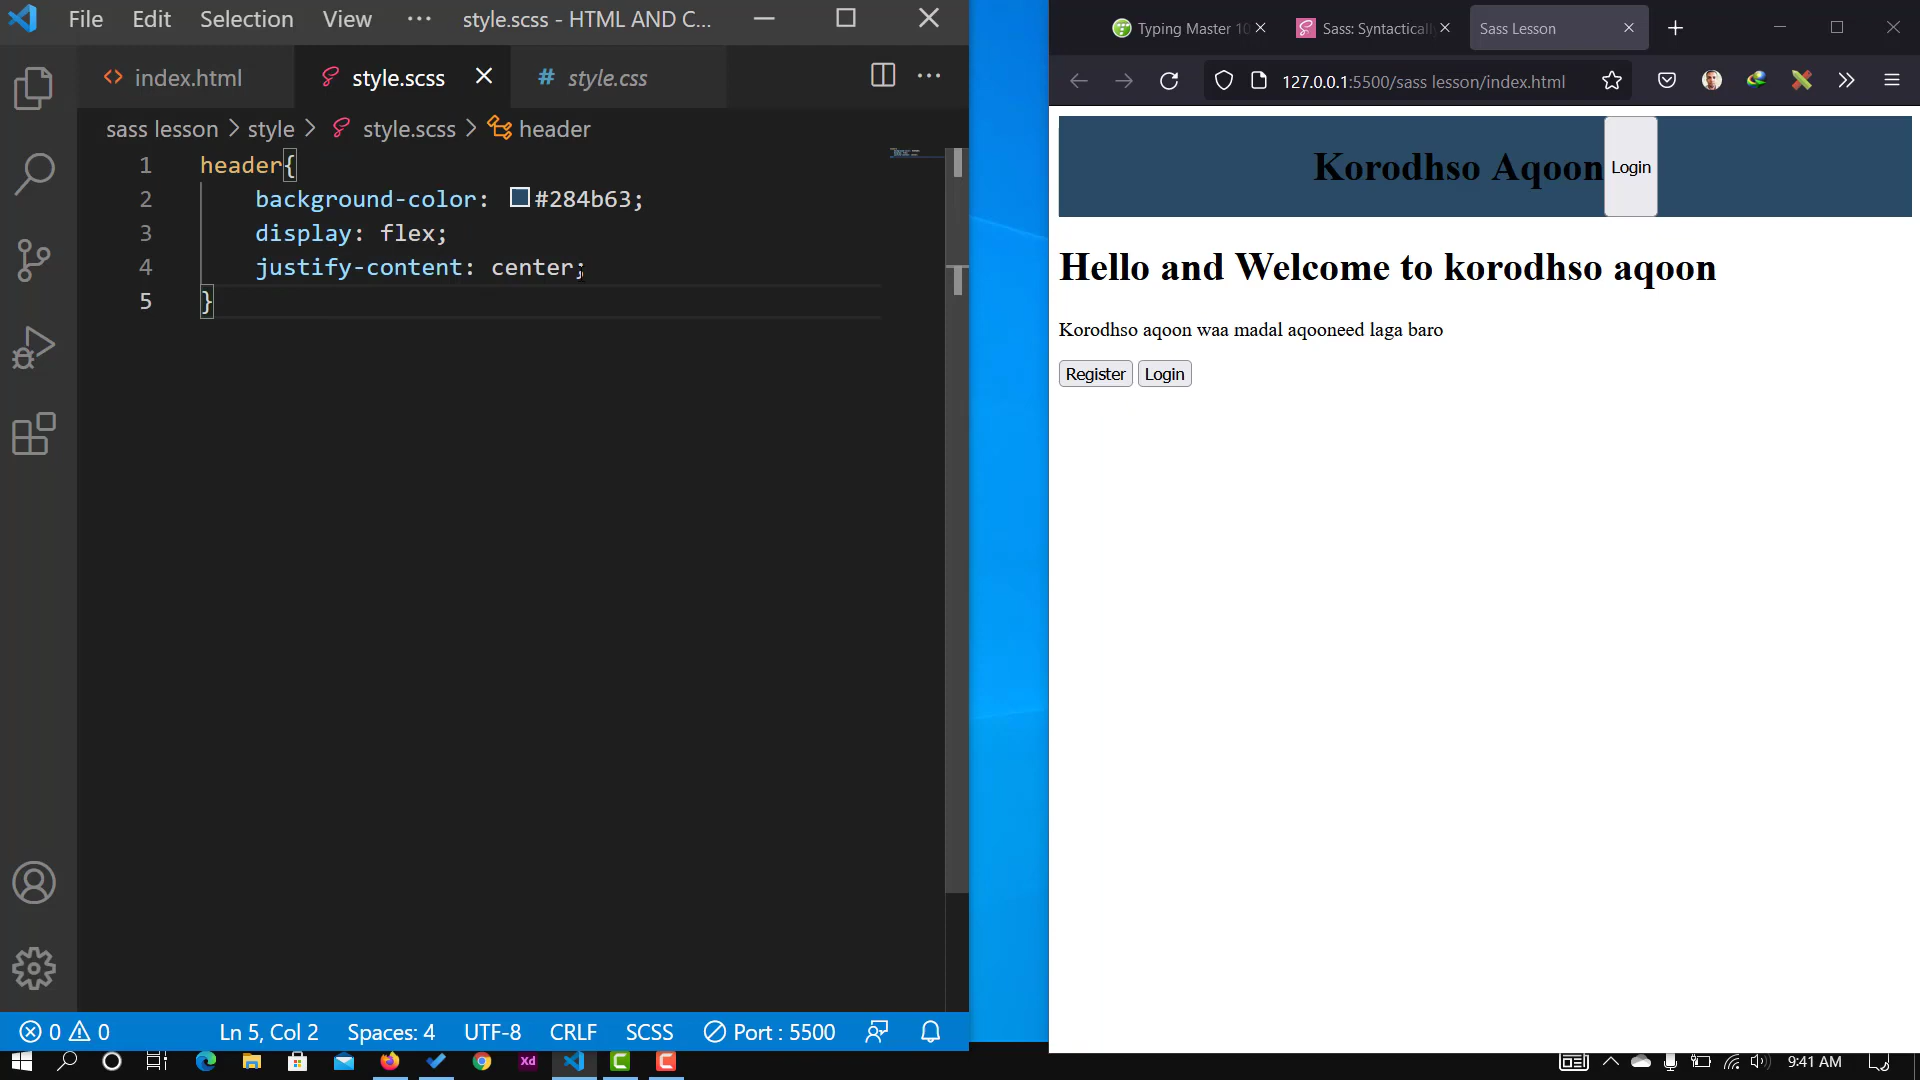 File Edit Selection View ··· style.scss - HTML AND C...
index.html style.scss style.css ···
sass lesson > style > style.scss > header
1 header{
2 background-color: #284b63;
3 display: flex;
4 justify-content: center;
5 }
0 0 Ln 5, Col 2 Spaces: 4 UTF-8 CRLF SCSS Port : 5500
Typing Master 10 Sass: Syntactically Sass Lesson
127.0.0.1:5500/sass lesson/index.html
Korodhso Aqoon Login
Hello and Welcome to korodhso aqoon
Korodhso aqoon waa madal aqooneed laga baro
Register Login
Xd 9:41 AM